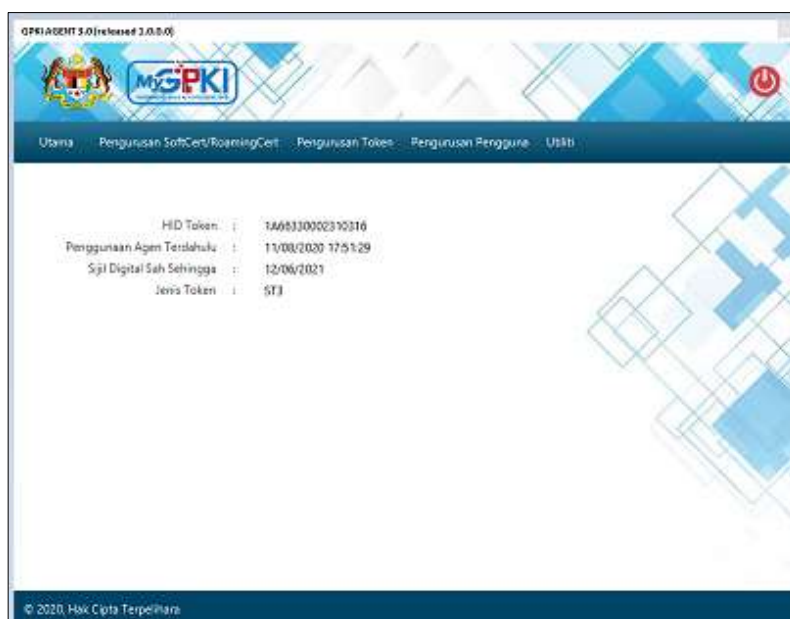 GPKI AGENT 3.0 (released 3.0.0.0)
MyGPKI
Utama Pengurusan SoftCert/RoamingCert Pengurusan Token Pengurusan Pengguna Utiliti
HID Token : 1A66330002310316
Penggunaan Agen Terdahulu : 11/08/2020 17:51:29
Sijil Digital Sah Sehingga : 12/06/2021
Jenis Token : ST3
© 2020, Hak Cipta Terpelihara